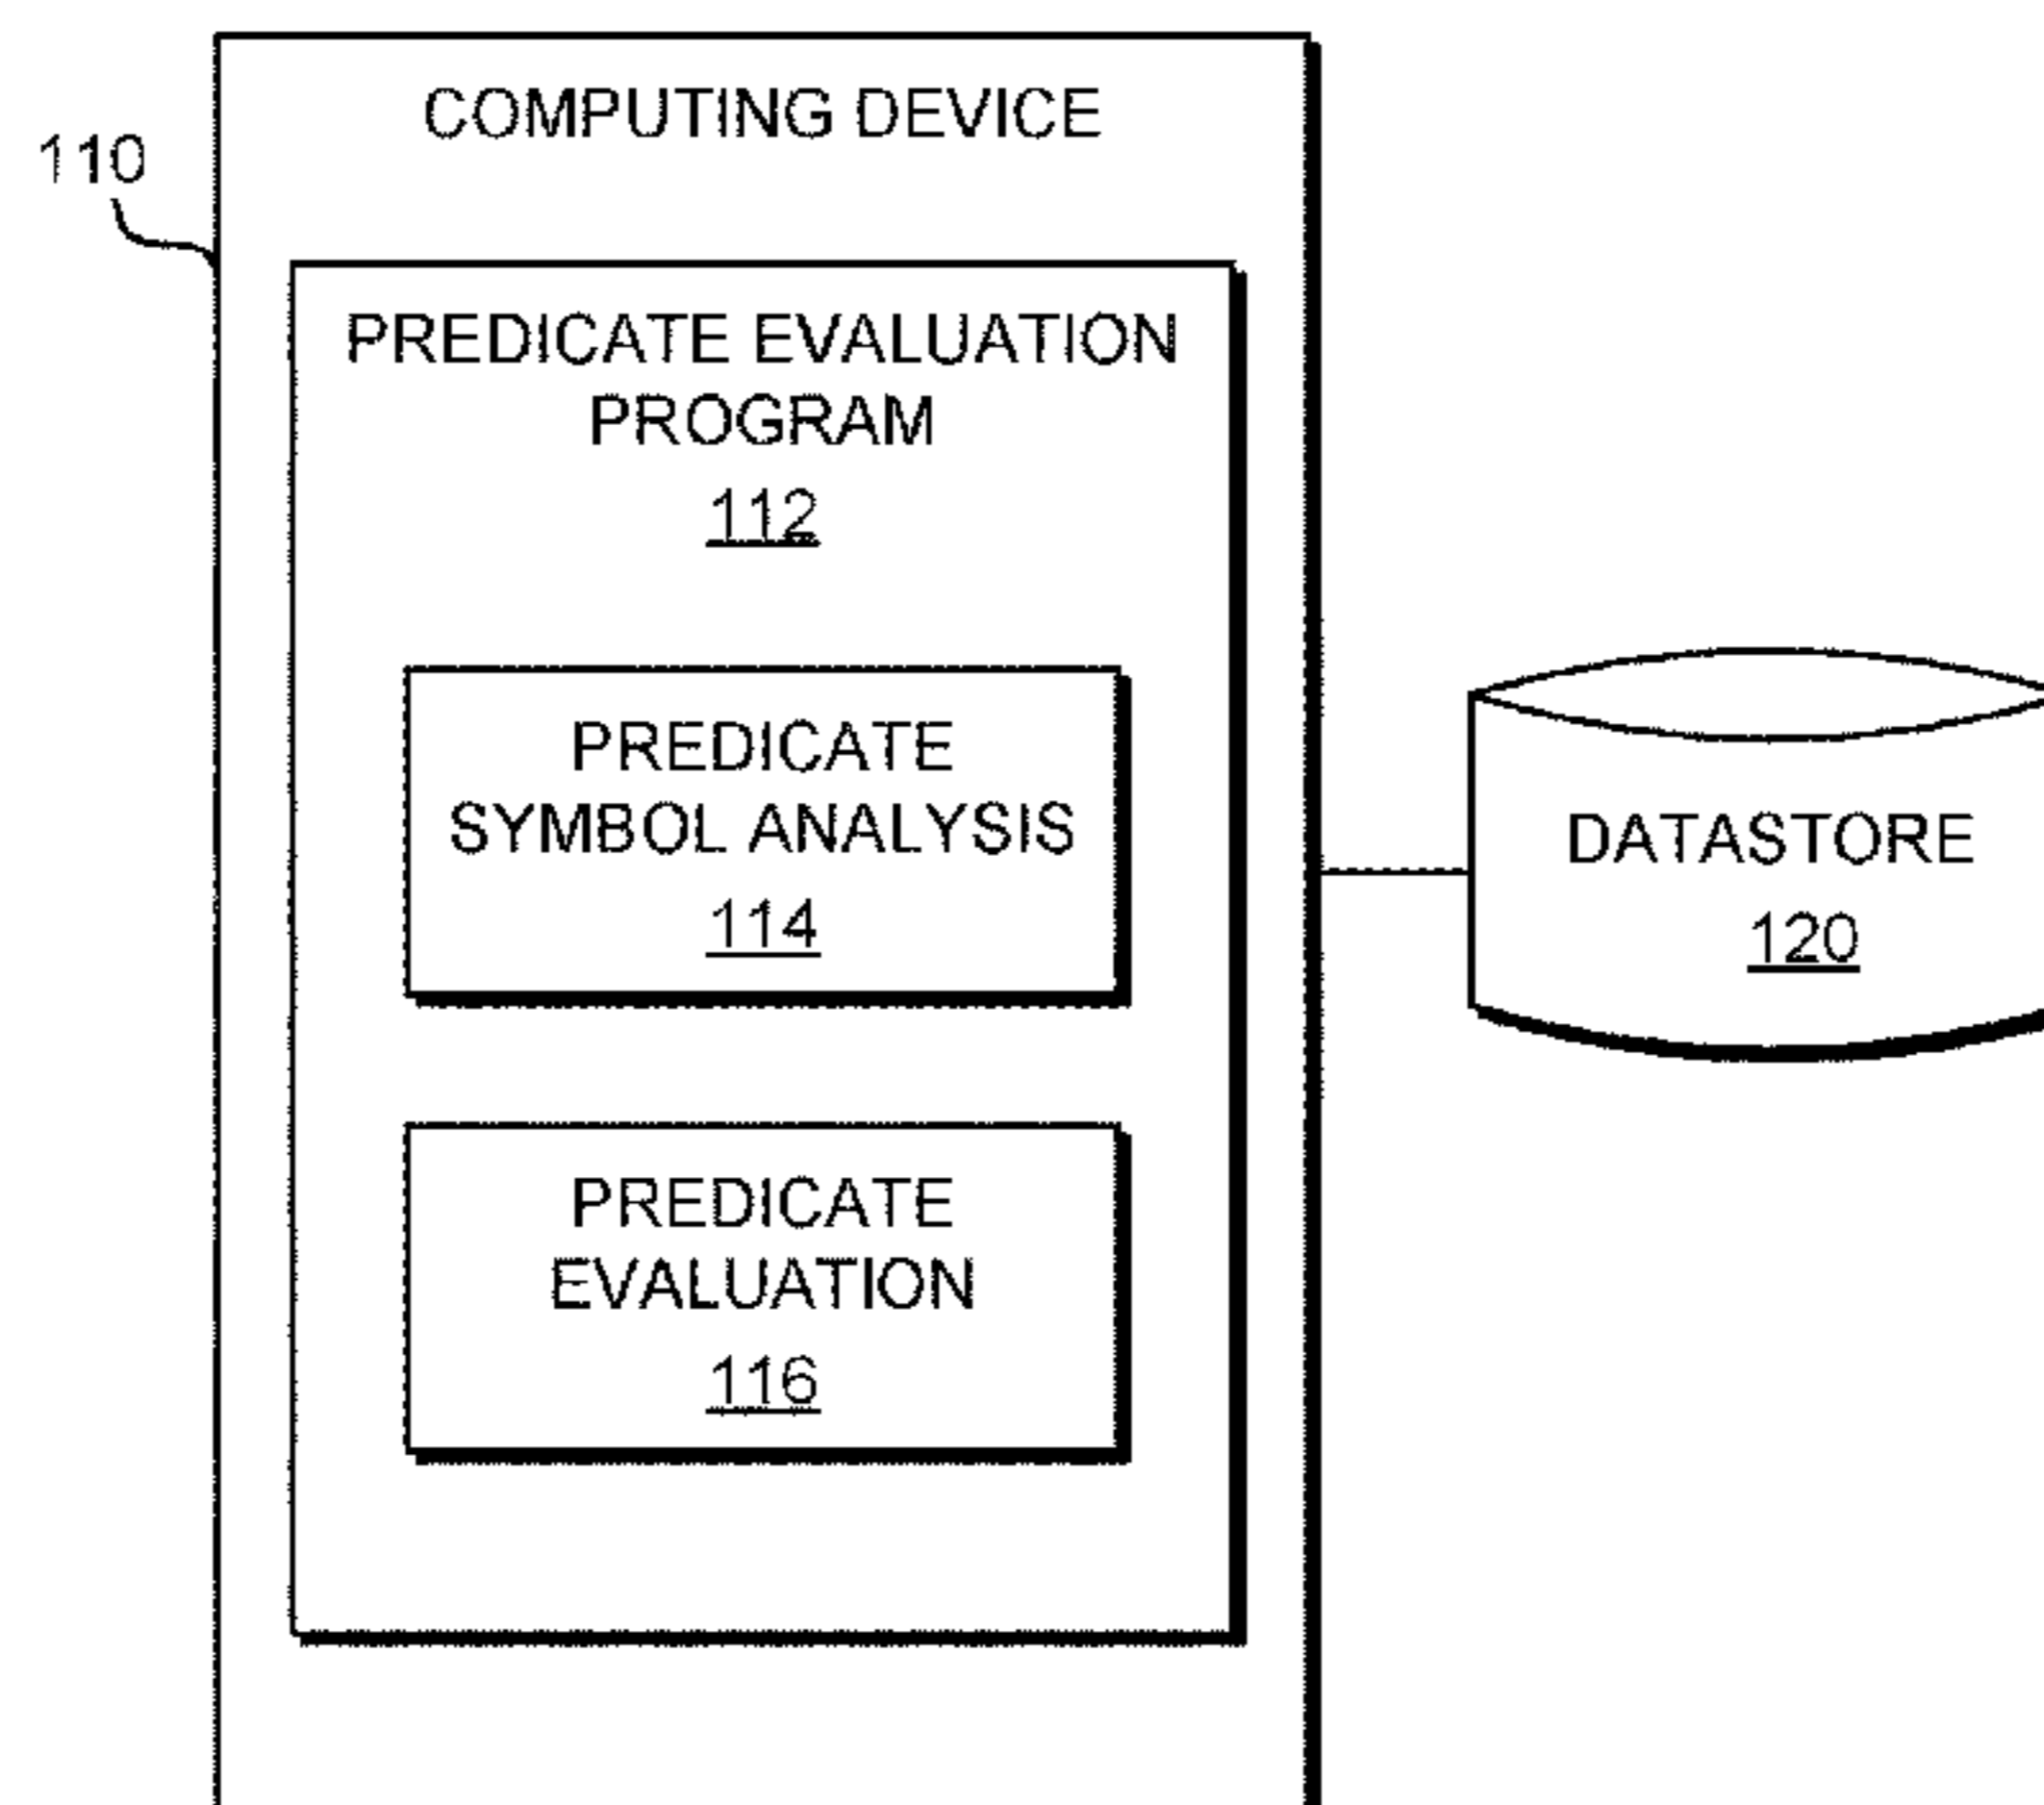 COMPUTING DEVICE
110
PREDICATE EVALUATION
PROGRAM
112
PREDICATE
SYMBOL ANALYSIS
114
DATASTORE
120
PREDICATE
EVALUATION
116